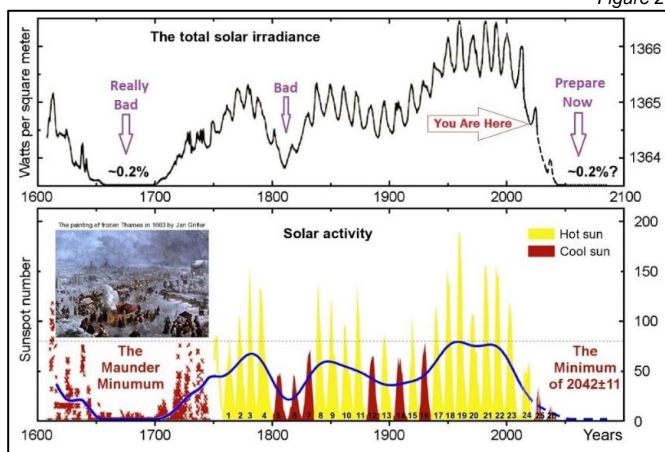 Figure 2
The total solar irradiance
Watts per square meter
Really
Bad
Bad
Prepare
Now
You Are Here
~0.2%
~0.2%?
1366
1365
1364
1600 1700 1800 1900 2000 2100
The painting of frozen Thames in 1663 by Jan Grifier
Solar activity
Hot sun
Cool sun
Sunspot number
200
150
100
50
0
The
Maunder
Minumum
The
Minimum
of 2042±11
1 2 3 4 5 6 7 8 9 10 11 12 13 14 15 16 17 18 19 20 21 22 23 24 25 26
1600 1700 1800 1900 2000 Years